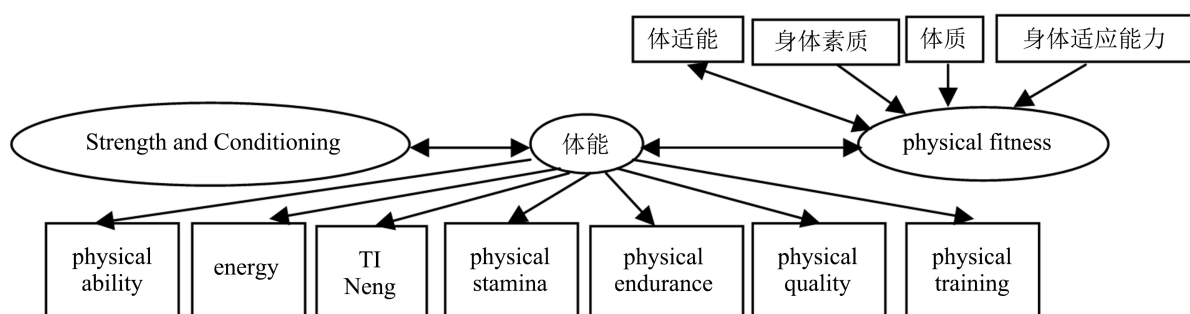 体适能
身体素质
体质
身体适应能力
Strength and Conditioning
体能
physical fitness
physical
ability
energy
TI
Neng
physical
stamina
physical
endurance
physical
quality
physical
training